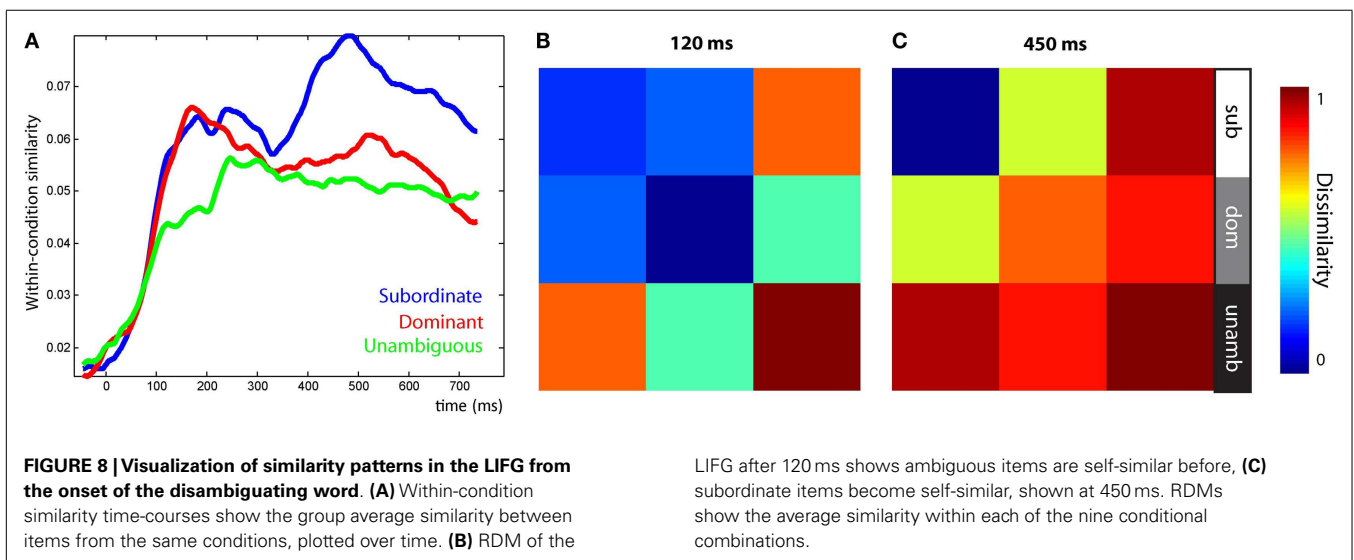 A
B
120 ms
C
450 ms
Within-condition similarity
0.07
0.06
0.05
0.03
0.02
Subordinate
Dominant
Unambiguous
0
100
200
300
400
500
600
700
time (ms)
sub
dom
unamb
1
Dissimilarity
0
FIGURE 8 | Visualization of similarity patterns in the LIFG from
the onset of the disambiguating word. (A) Within-condition
similarity time-courses show the group average similarity between
items from the same conditions, plotted over time. (B) RDM of the
LIFG after 120 ms shows ambiguous items are self-similar before, (C)
subordinate items become self-similar, shown at 450 ms. RDMs
show the average similarity within each of the nine conditional
combinations.